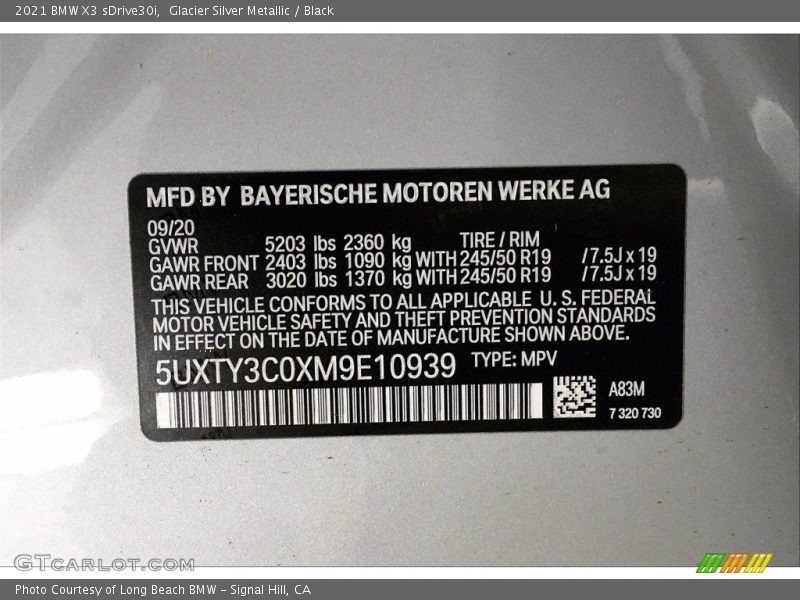 2021 BMW X3 sDrive30i,  Glacier Silver Metallic / Black
MFD BY BAYERISCHE MOTOREN WERKE AG
09/20
GVWR 5203 lbs 2360 kg TIRE / RIM
GAWR FRONT 2403 lbs 1090 kg WITH 245/50 R19 /7.5J x 19
GAWR REAR 3020 lbs 1370 kg WITH 245/50 R19 /7.5J x 19
THIS VEHICLE CONFORMS TO ALL APPLICABLE U. S. FEDERAL
MOTOR VEHICLE SAFETY AND THEFT PREVENTION STANDARDS
IN EFFECT ON THE DATE OF MANUFACTURE SHOWN ABOVE.
5UXTY3C0XM9E10939 TYPE: MPV
A83M
7 320 730
GTCARLOT.COM
Photo Courtesy of Long Beach BMW – Signal Hill, CA